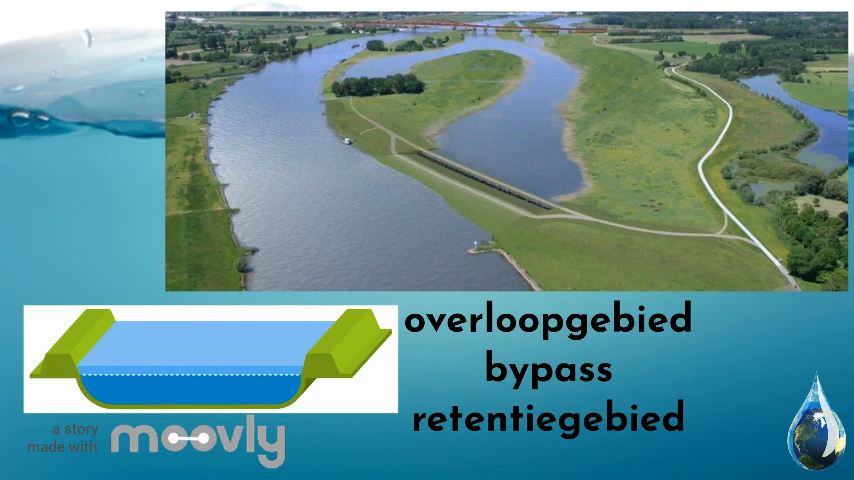 overloopgebied
bypass
retentiegebied
a story
made with
moovly